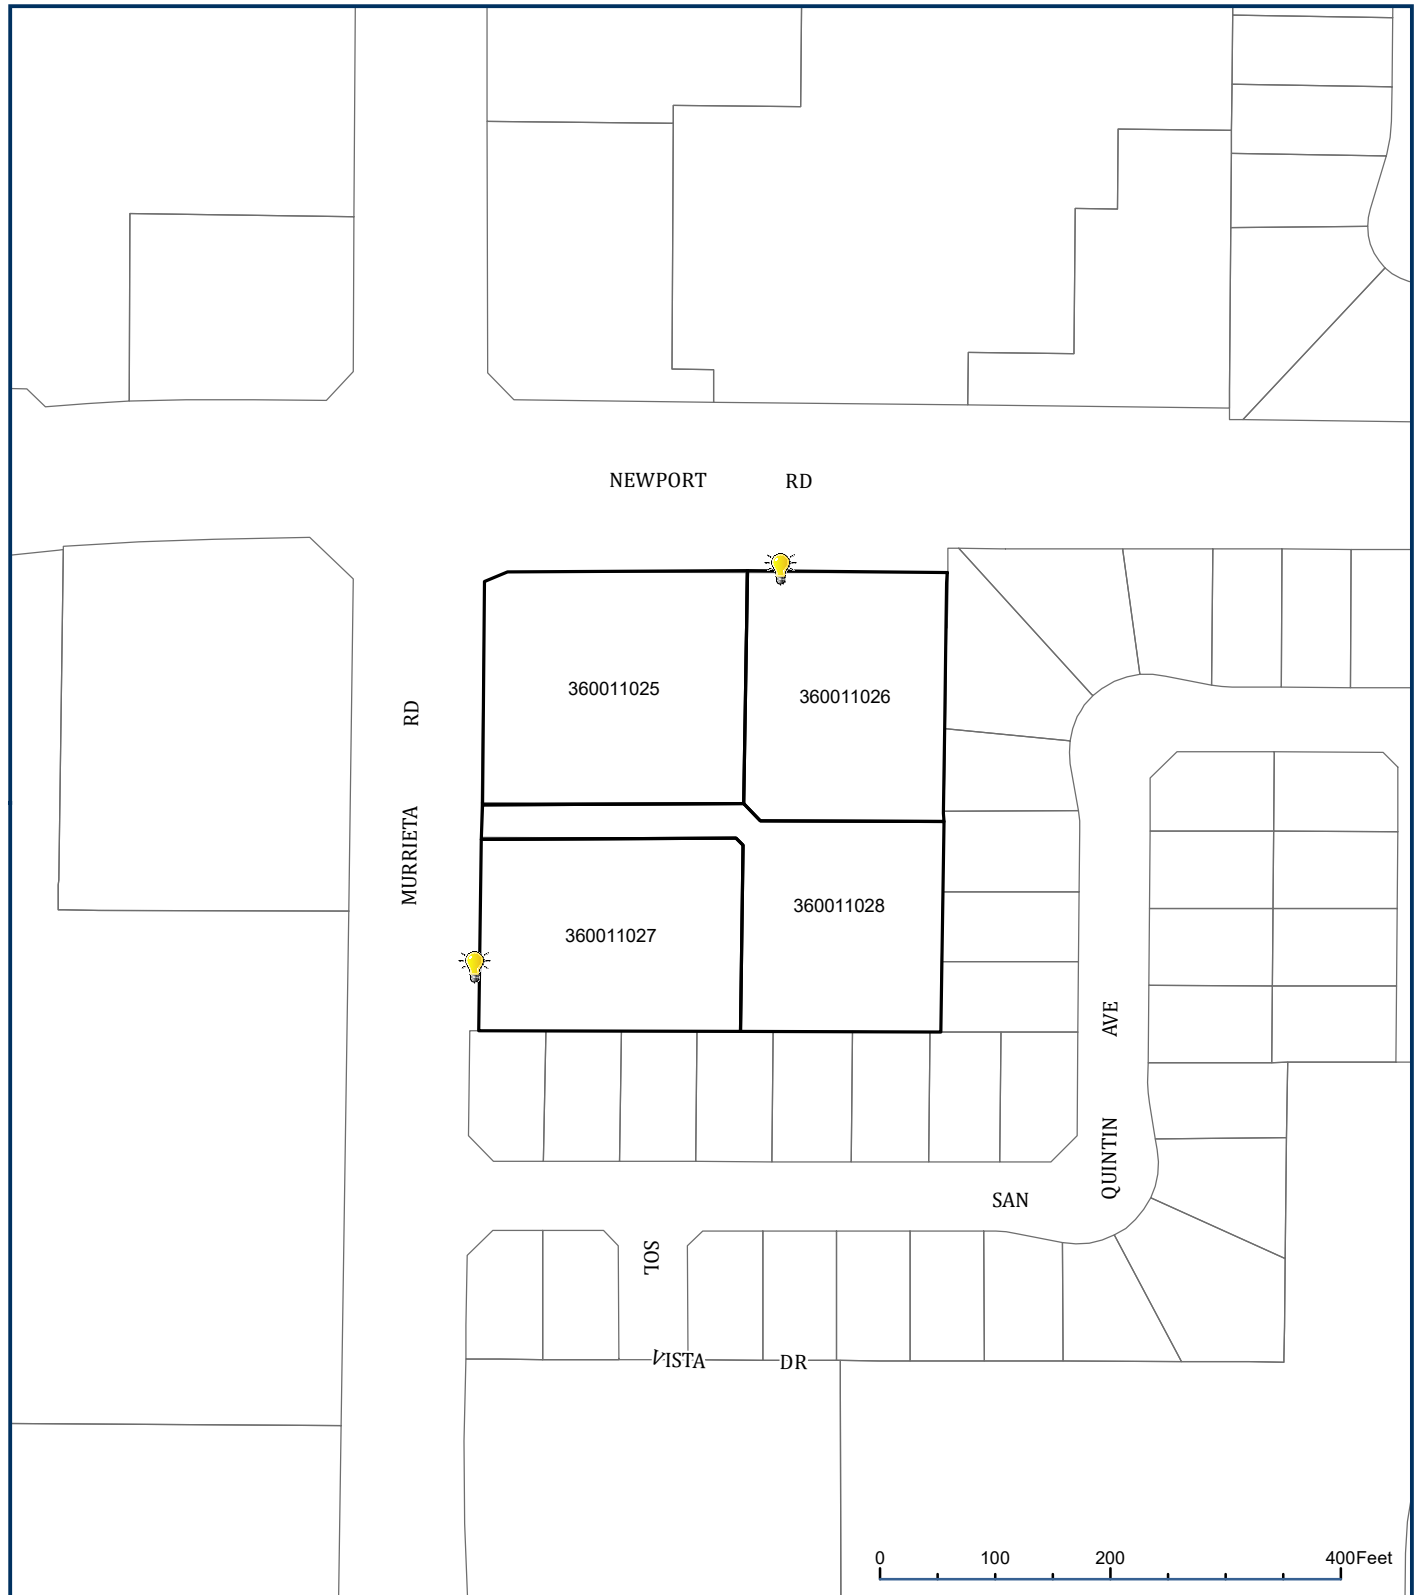 NEWPORT RD
360011025
360011026
RD
MURRIETA
360011028
360011027
AVE
QUINTIN
SAN
SOL
VISTA DR
0 100 200 400Feet